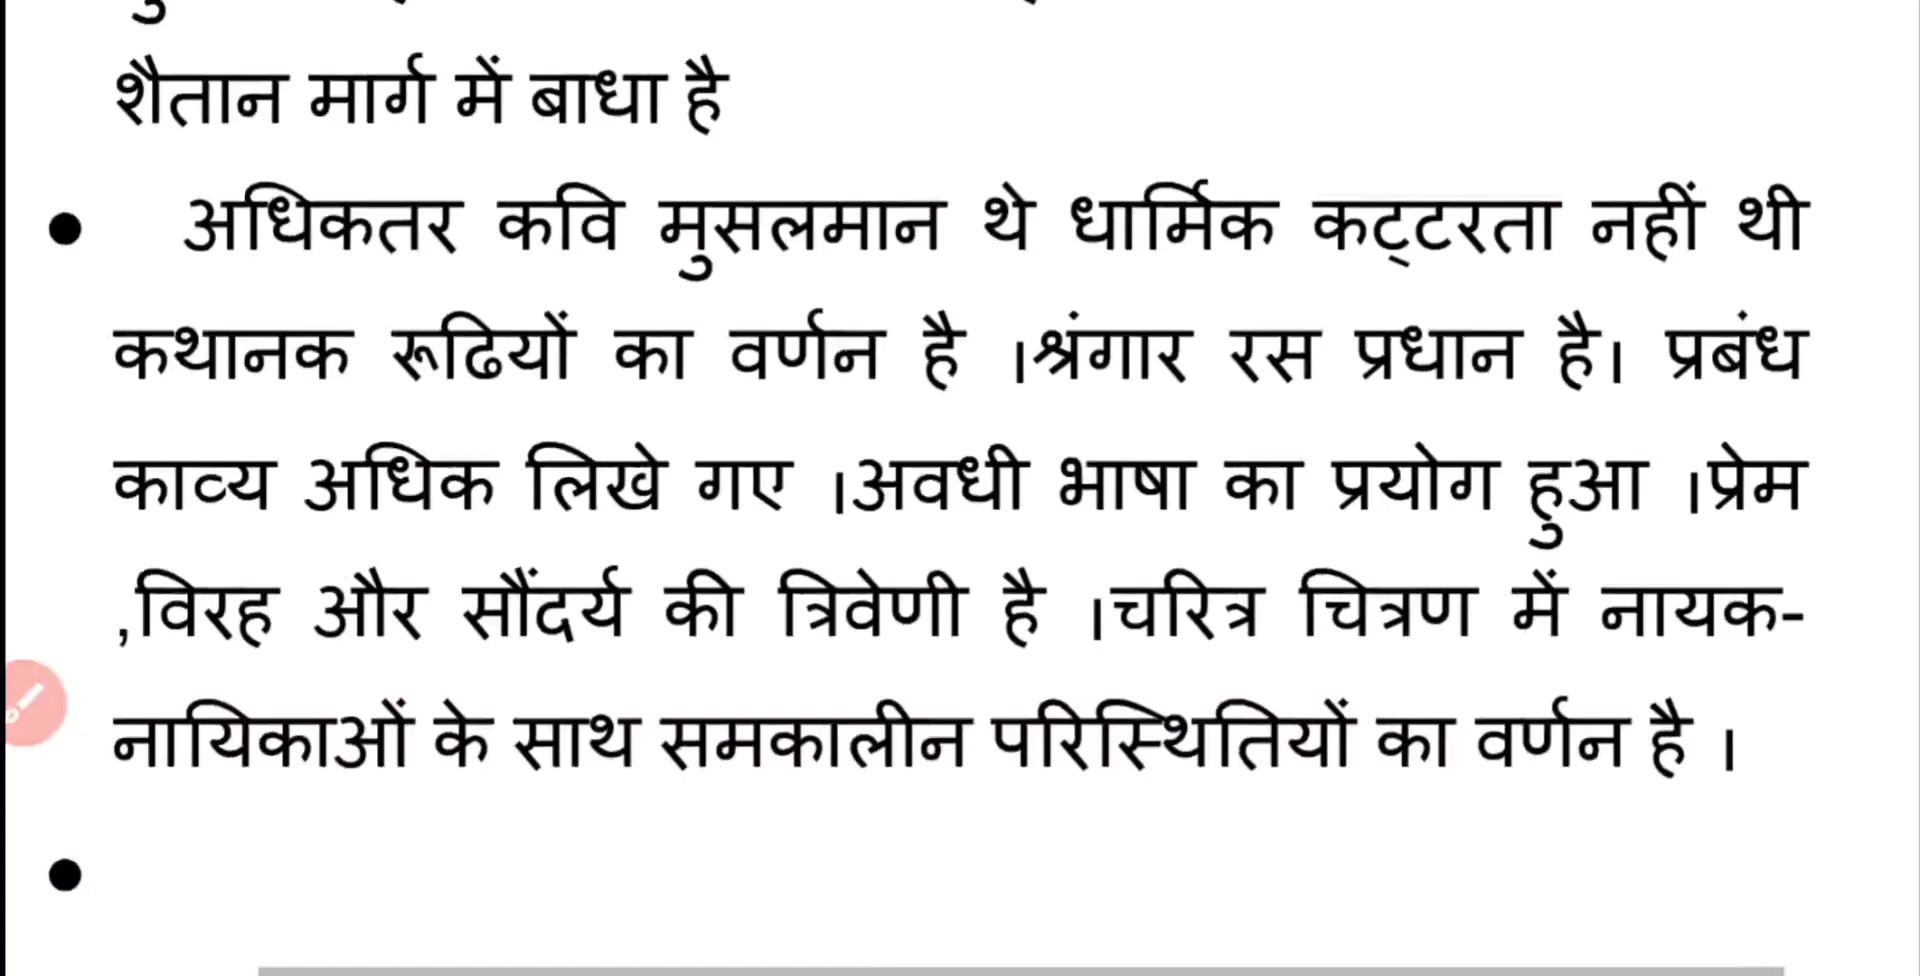 शैतान मार्ग में बाधा है
● अधिकतर कवि मुसलमान थे धार्मिक कट्टरता नहीं थी
कथानक रूढियों का वर्णन है ।श्रंगार रस प्रधान है। प्रबंध
काव्य अधिक लिखे गए ।अवधी भाषा का प्रयोग हुआ ।प्रेम
,विरह और सौंदर्य की त्रिवेणी है ।चरित्र चित्रण में नायक-
नायिकाओं के साथ समकालीन परिस्थितियों का वर्णन है ।
●